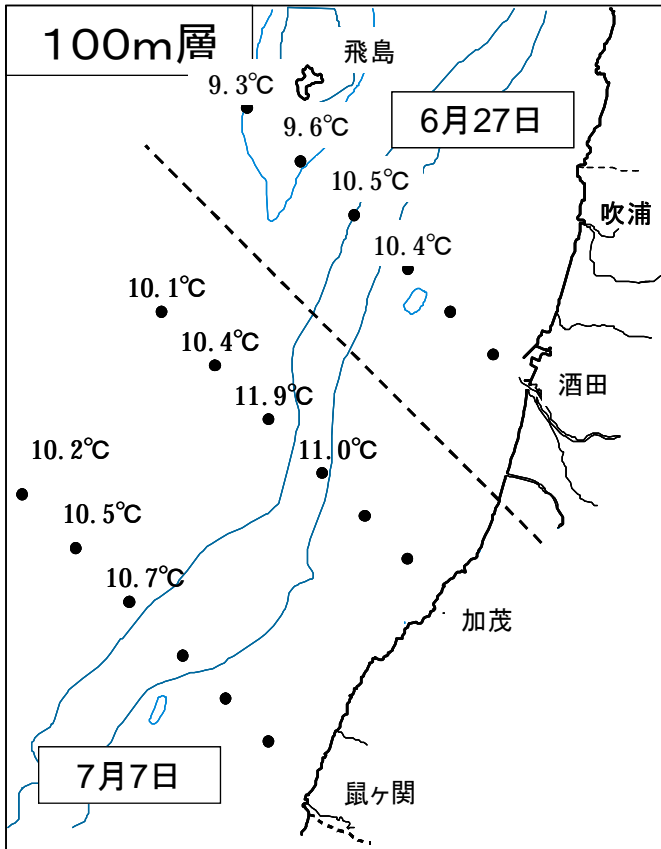 100m層
飛島
9.3℃
6月27日
9.6℃
10.5℃
吹浦
10.4℃
10.1℃
10.4℃
酒田
11.9℃
11.0℃
10.2℃
10.5℃
10.7℃
加茂
7月7日
鼠ヶ関